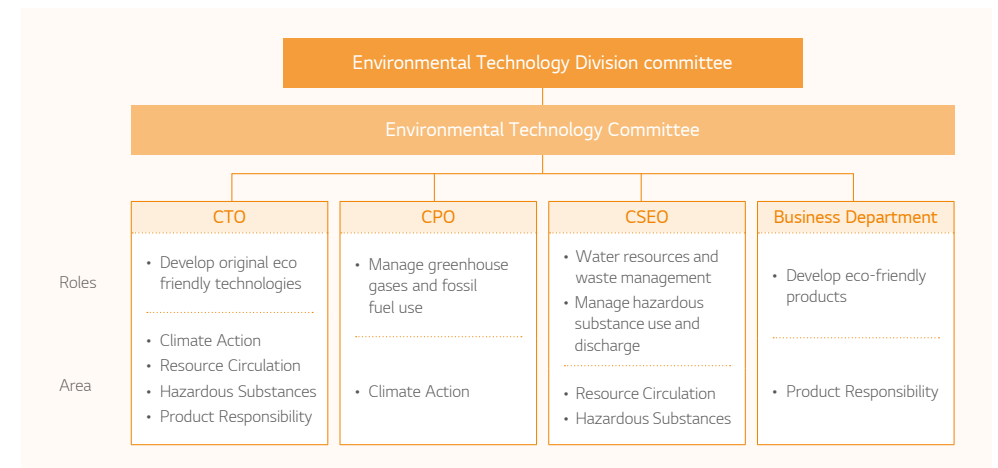 Environmental Technology Division committee
Environmental Technology Committee
CTO
CPO
CSEO
Business Department
Roles
• Develop original eco
friendly technologies
• Manage greenhouse
gases and fossil
fuel use
• Water resources and
waste management
• Manage hazardous
substance use and
discharge
• Develop eco-friendly
products
Area
• Climate Action
• Resource Circulation
• Hazardous Substances
• Product Responsibility
• Climate Action
• Resource Circulation
• Hazardous Substances
• Product Responsibility